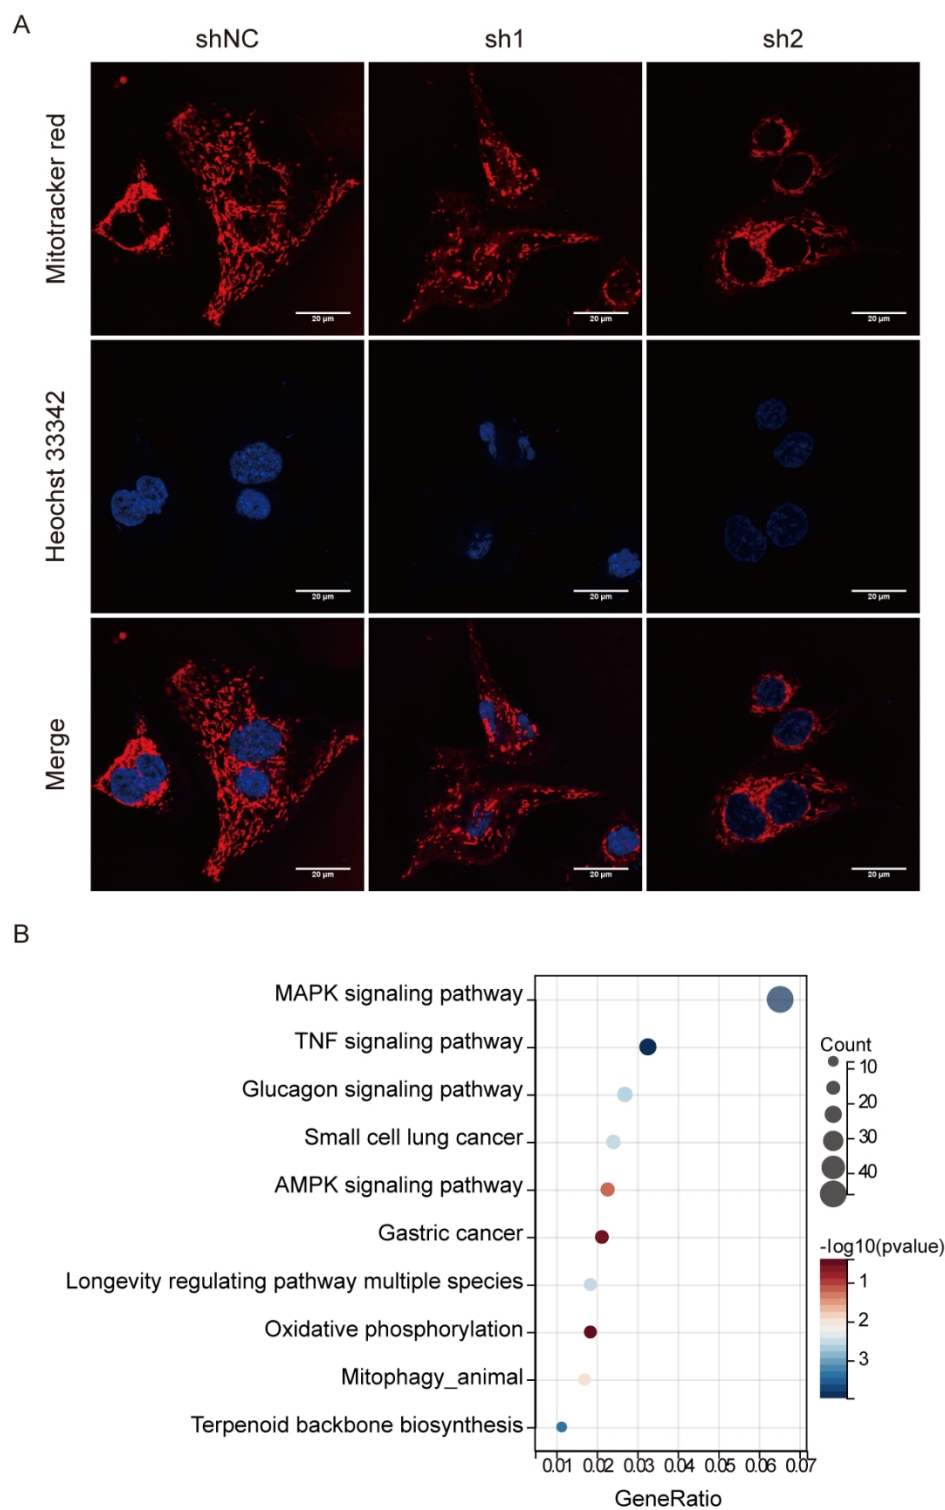 A
shNC
sh1
sh2
Mitotracker red
20 μm
20 μm
20 μm
Heochst 33342
20 μm
20 μm
20 μm
Merge
20 μm
20 μm
20 μm
B
MAPK signaling pathway
TNF signaling pathway
Glucagon signaling pathway
Small cell lung cancer
AMPK signaling pathway
Gastric cancer
Longevity regulating pathway multiple species
Oxidative phosphorylation
Mitophagy_animal
Terpenoid backbone biosynthesis
0.01 0.02 0.03 0.04 0.05 0.06 0.07
GeneRatio
Count
10
20
30
40
-log10(pvalue)
1
2
3